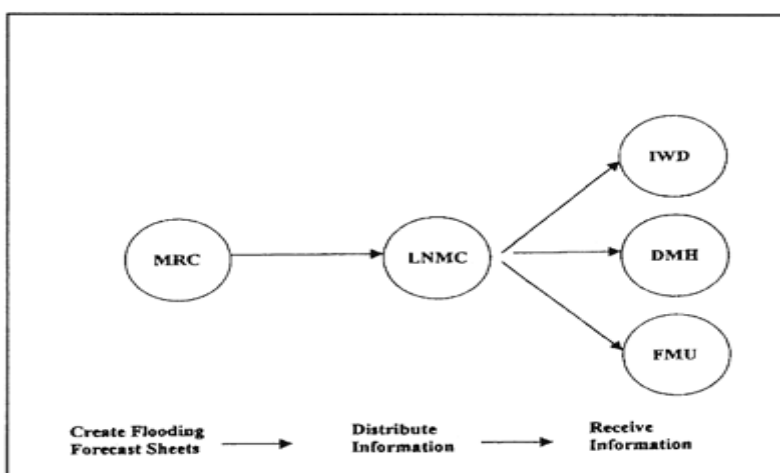 IWD
MRC
LNMC
DMH
FMU
Create Flooding
Forecast Sheets
Distribute
Information
Receive
Information